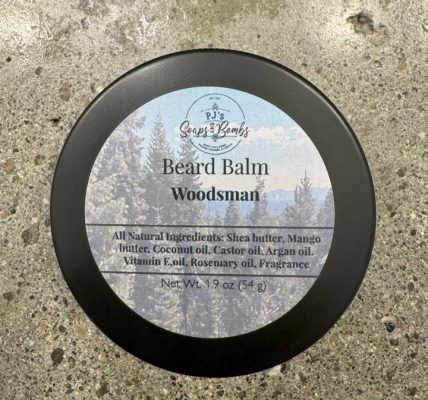 PJ's
Soaps & Bombs
Beard Balm
Woodsman
All Natural Ingredients: Shea butter, Mango
butter, Coconut oil, Castor oil, Argan oil,
Vitamin E oil, Rosemary oil, Fragrance
Net Wt. 1.9 oz (54 g)